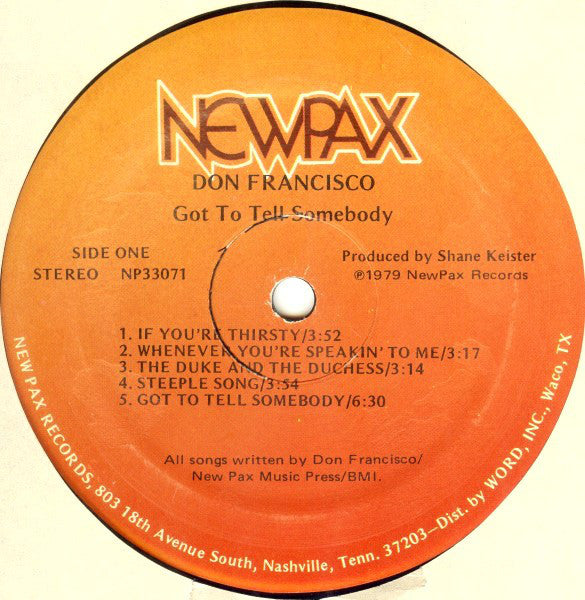 NEWPAX
DON FRANCISCO
Got To Tell Somebody
SIDE ONE
STEREO NP33071
Produced by Shane Keister
℗1979 NewPax Records
1. IF YOU'RE THIRSTY/3:52
2. WHENEVER YOU'RE SPEAKIN' TO ME/3:17
3. THE DUKE AND THE DUCHESS/3:14
4. STEEPLE SONG/3:54
5. GOT TO TELL SOMEBODY/6:30
All songs written by Don Francisco/
New Pax Music Press/BMI.
NEW PAX RECORDS, 803 18th Avenue South, Nashville, Tenn. 37203—Dist. by WORD, INC., Waco, TX